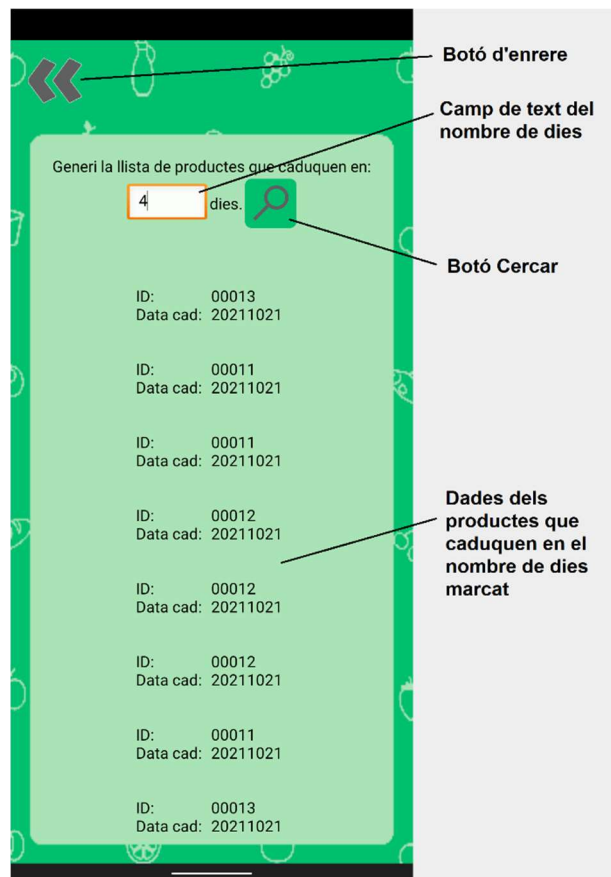 Botó d'enrere
Camp de text del
nombre de dies
Generi la llista de productes que caduquen en:
4 dies.
Botó Cercar
ID: 00013
Data cad: 20211021
ID: 00011
Data cad: 20211021
ID: 00011
Data cad: 20211021
ID: 00012
Data cad: 20211021
Dades dels
productes que
caduquen en el
nombre de dies
marcat
ID: 00012
Data cad: 20211021
ID: 00012
Data cad: 20211021
ID: 00011
Data cad: 20211021
ID: 00013
Data cad: 20211021